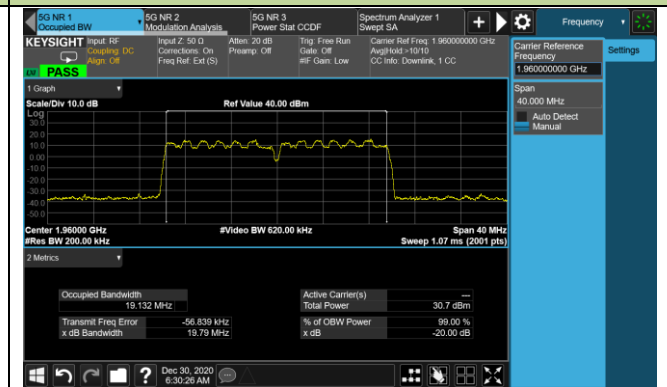 5G NR 1
Occupied BW
5G NR 2
Modulation Analysis
5G NR 3
Power Stat CCDF
Spectrum Analyzer 1
Swept SA
Frequency
KEYSIGHT
Input: RF
Coupling: DC
Align: Off
Input Z: 50 Ω
Corrections: On
Freq Ref: Ext (S)
Atten: 20 dB
Preamp: Off
Trig: Free Run
Gate: Off
#IF Gain: Low
Carrier Ref Freq: 1.960000000 GHz
Avg|Hold:>10/10
CC Info: Downlink, 1 CC
LXI
PASS
Carrier Reference
Frequency
1.960000000 GHz
Settings
Span
40.000 MHz
Auto Detect
Manual
1 Graph
Scale/Div 10.0 dB
Ref Value 40.00 dBm
Log
30.0
20.0
10.0
0.00
-10.0
-20.0
-30.0
-40.0
-50.0
Center 1.96000 GHz
#Video BW 620.00 kHz
Span 40 MHz
#Res BW 200.00 kHz
Sweep 1.07 ms (2001 pts)
2 Metrics
Occupied Bandwidth
19.132 MHz
Active Carrier(s)
---
Total Power
30.7 dBm
Transmit Freq Error
-56.839 kHz
% of OBW Power
99.00 %
x dB Bandwidth
19.79 MHz
x dB
-20.00 dB
Dec 30, 2020
6:30:26 AM